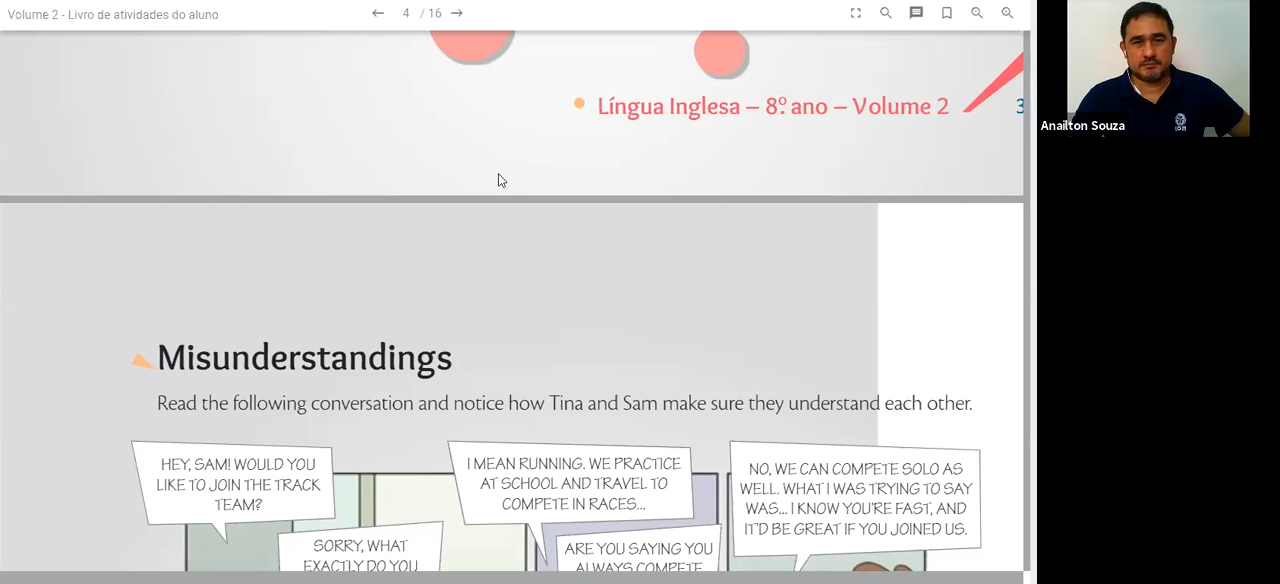 Volume 2 - Livro de atividades do aluno
4 / 16
Língua Inglesa – 8º ano – Volume 2
3
Anailton Souza
Misunderstandings
Read the following conversation and notice how Tina and Sam make sure they understand each other.
HEY, SAM! WOULD YOU
LIKE TO JOIN THE TRACK
TEAM?
SORRY, WHAT
EXACTLY DO YOU
I MEAN RUNNING. WE PRACTICE
AT SCHOOL AND TRAVEL TO
COMPETE IN RACES...
ARE YOU SAYING YOU
ALWAYS COMPETE
NO, WE CAN COMPETE SOLO AS
WELL. WHAT I WAS TRYING TO SAY
WAS... I KNOW YOU'RE FAST, AND
IT'D BE GREAT IF YOU JOINED US.